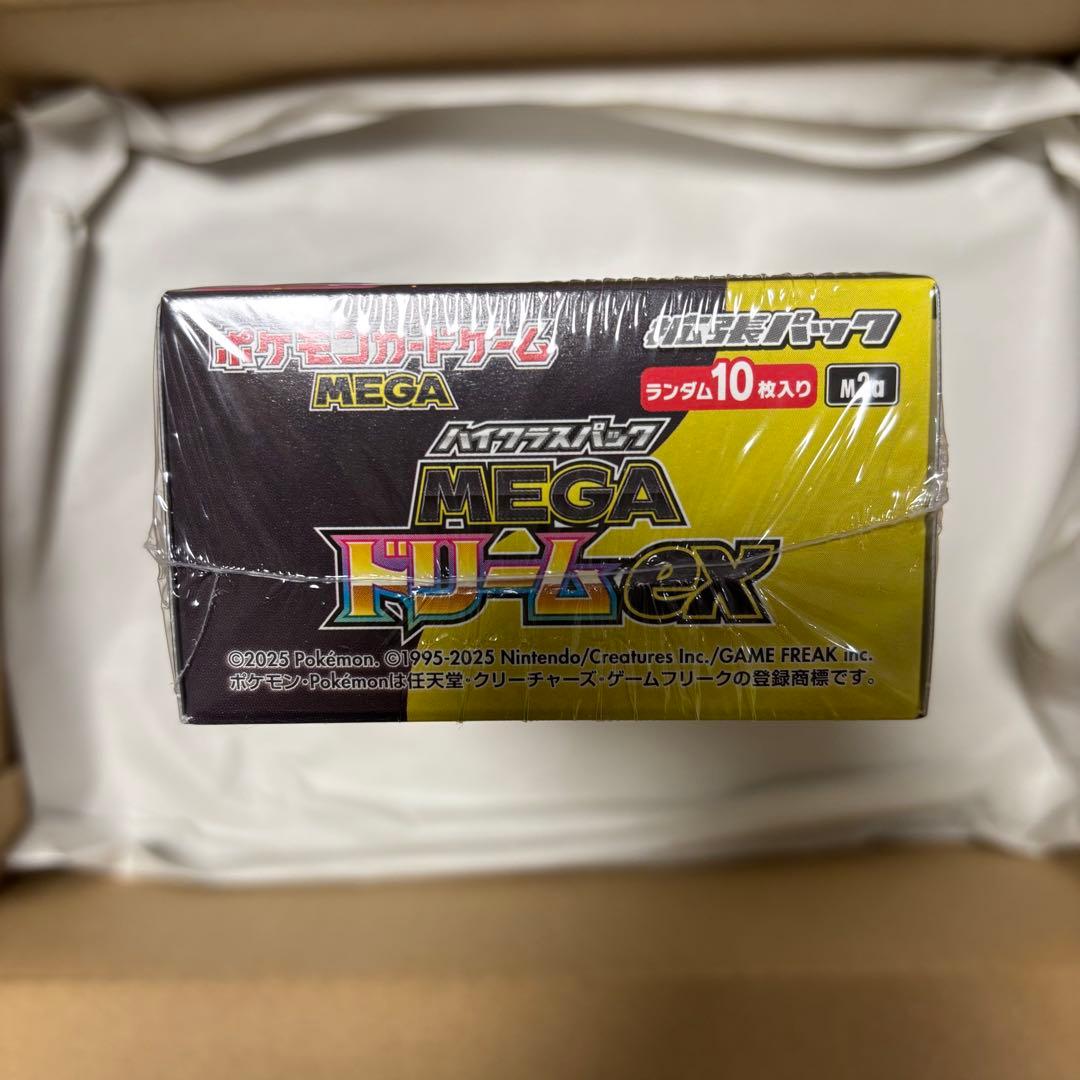 ポケモンカードゲーム
MEGA
拡張パック
ランダム10枚入り
M2a
ハイクラスパック
MEGA
ドリームex
©2025 Pokémon. ©1995-2025 Nintendo/Creatures Inc./GAME FREAK inc.
ポケモン・Pokémonは任天堂・クリーチャーズ・ゲームフリークの登録商標です。